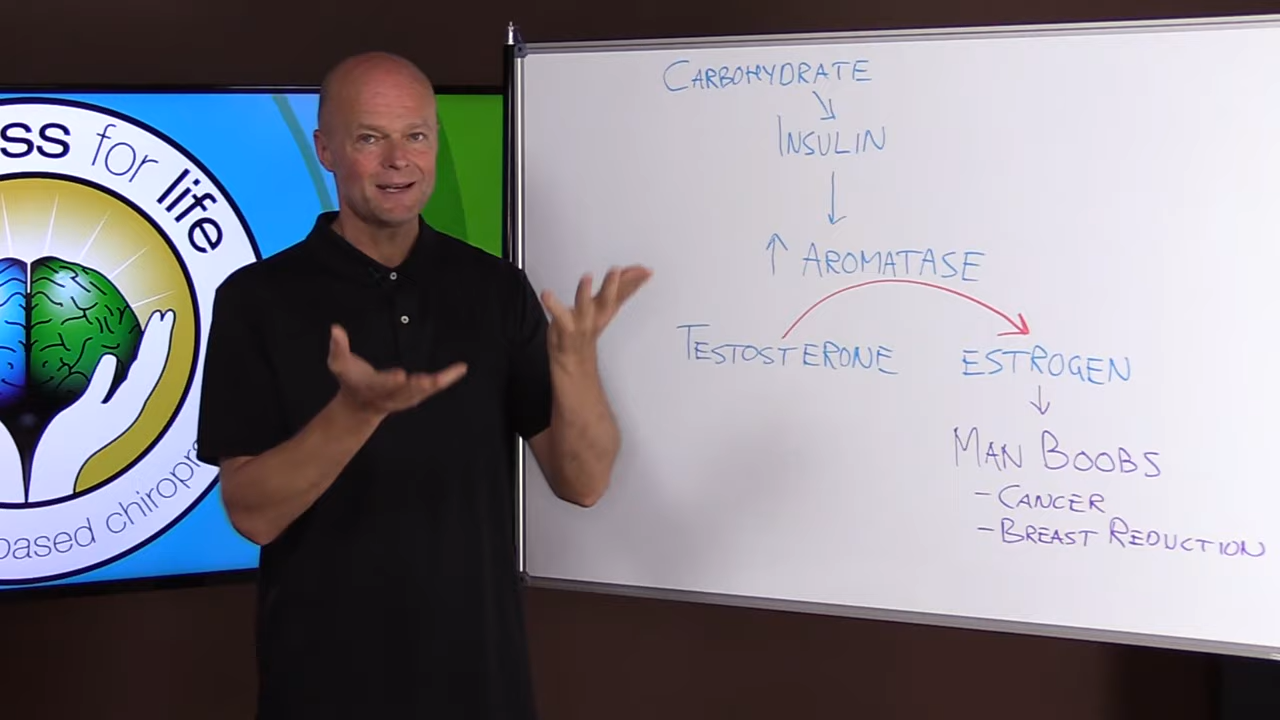 ss for life
based chiropr
CARBOHYDRATE
↓
INSULIN
↓
↑ AROMATASE
TESTOSTERONE ESTROGEN
↓
MAN BOOBS
- CANCER
- BREAST REDUCTION